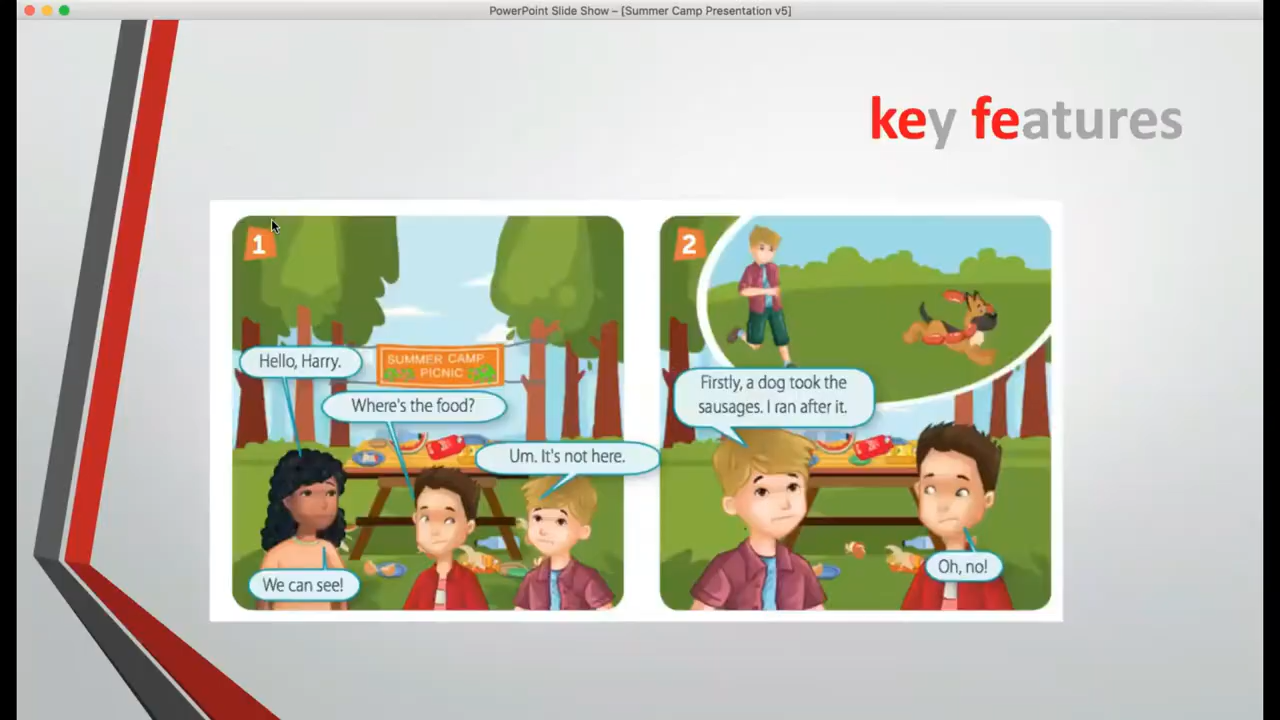 PowerPoint Slide Show – [Summer Camp Presentation v5]
key features
1
Hello, Harry.
SUMMER CAMP
PICNIC
Where's the food?
Um. It's not here.
We can see!
2
Firstly, a dog took the
sausages. I ran after it.
Oh, no!